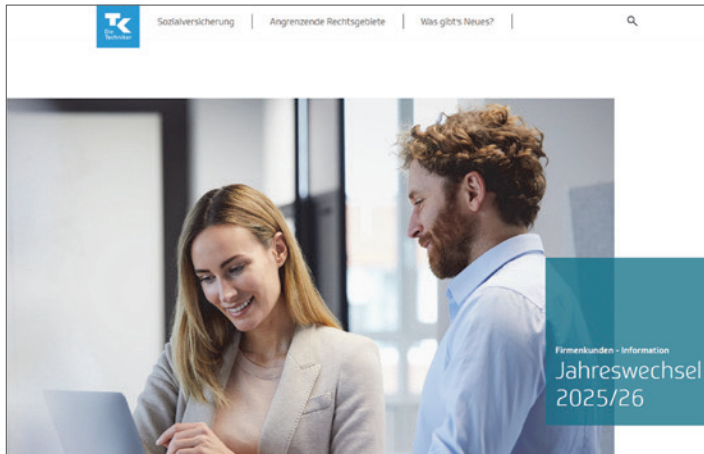 TK
Die
Techniker
Sozialversicherung
Angrenzende Rechtsgebiete
Was gibt's Neues?
Firmenkunden - Information
Jahreswechsel
2025/26